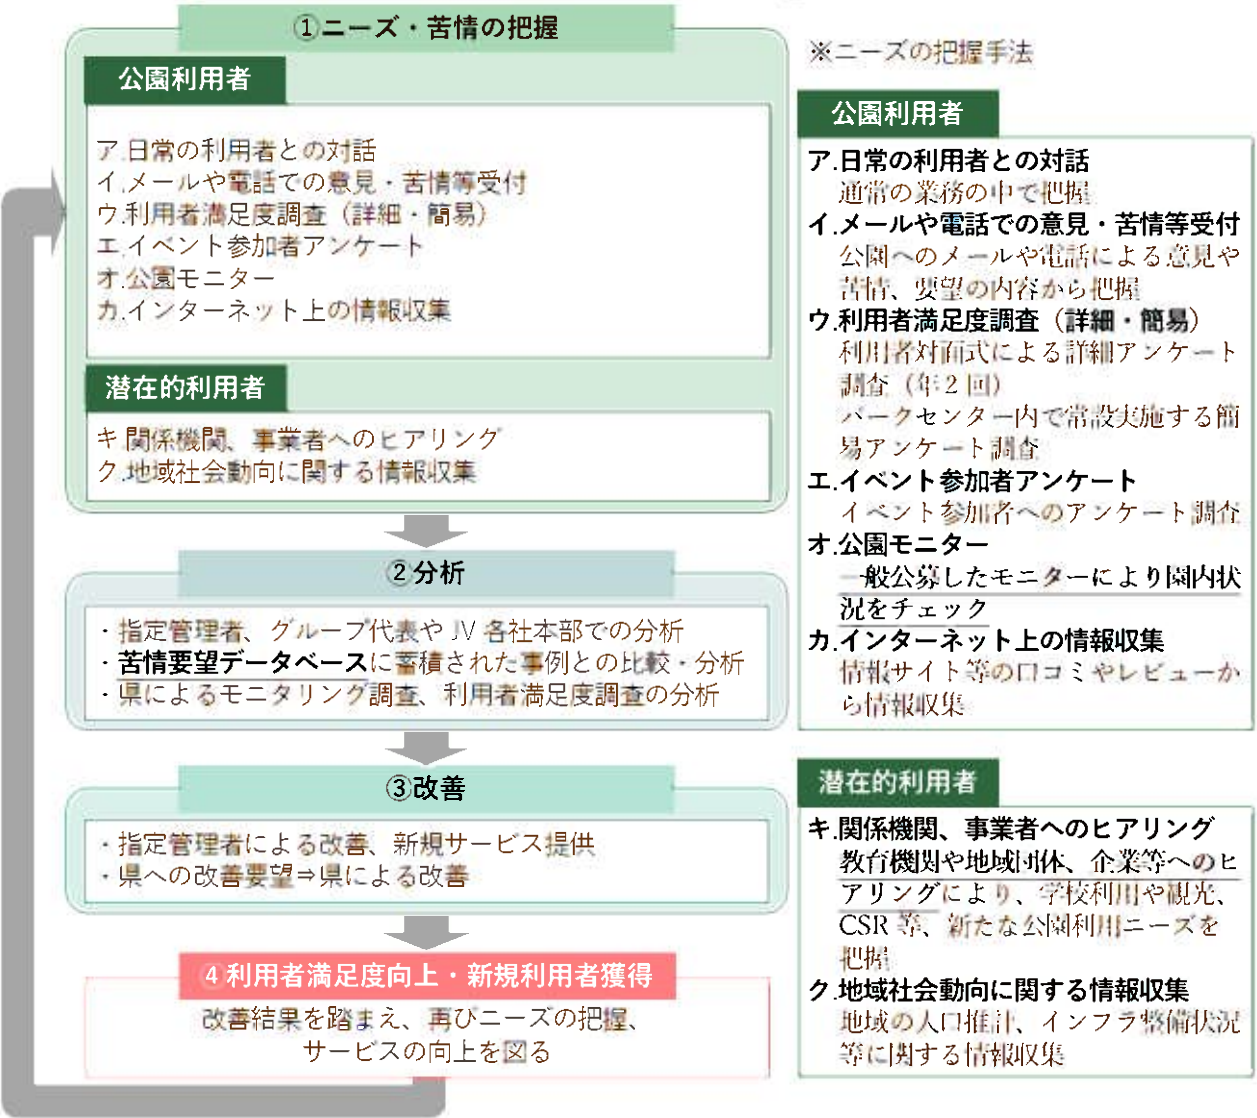 ①ニーズ・苦情の把握
公園利用者
ア.日常の利用者との対話
イ.メールや電話での意見・苦情等受付
ウ.利用者満足度調査（詳細・簡易）
エ.イベント参加者アンケート
オ.公園モニター
カ.インターネット上の情報収集
潜在的利用者
キ.関係機関、事業者へのヒアリング
ク.地域社会動向に関する情報収集
②分析
・指定管理者、グループ代表やJV各社本部での分析
・苦情要望データベースに蓄積された事例との比較・分析
・県によるモニタリング調査、利用者満足度調査の分析
③改善
・指定管理者による改善、新規サービス提供
・県への改善要望⇒県による改善
④利用者満足度向上・新規利用者獲得
改善結果を踏まえ、再びニーズの把握、
サービスの向上を図る
※ニーズの把握手法
公園利用者
ア.日常の利用者との対話
通常の業務の中で把握
イ.メールや電話での意見・苦情等受付
公園へのメールや電話による意見や
苦情、要望の内容から把握
ウ.利用者満足度調査（詳細・簡易）
利用者対面式による詳細アンケート
調査（年２回）
パークセンター内で常設実施する簡
易アンケート調査
エ.イベント参加者アンケート
イベント参加者へのアンケート調査
オ.公園モニター
一般公募したモニターにより園内状
況をチェック
カ.インターネット上の情報収集
情報サイト等の口コミやレビューか
ら情報収集
潜在的利用者
キ.関係機関、事業者へのヒアリング
教育機関や地域団体、企業等へのヒ
アリングにより、学校利用や観光、
CSR等、新たな公園利用ニーズを
把握
ク.地域社会動向に関する情報収集
地域の人口推計、インフラ整備状況
等に関する情報収集